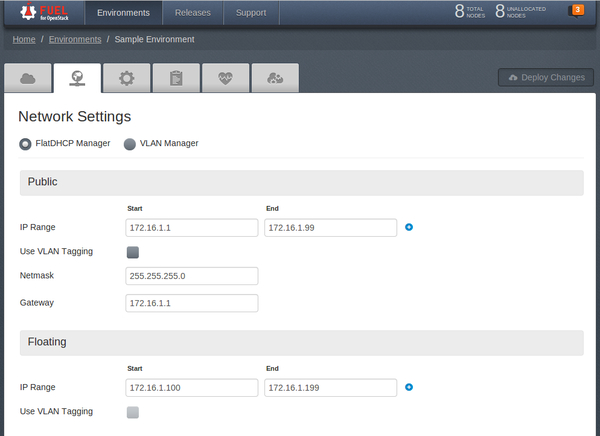 FUEL
for OpenStack
Environments
Releases
Support
8 TOTAL NODES
8 UNALLOCATED NODES
3
Home / Environments / Sample Environment
Deploy Changes
Network Settings
FlatDHCP Manager
VLAN Manager
Public
Start End
IP Range 172.16.1.1 172.16.1.99
Use VLAN Tagging
Netmask 255.255.255.0
Gateway 172.16.1.1
Floating
Start End
IP Range 172.16.1.100 172.16.1.199
Use VLAN Tagging